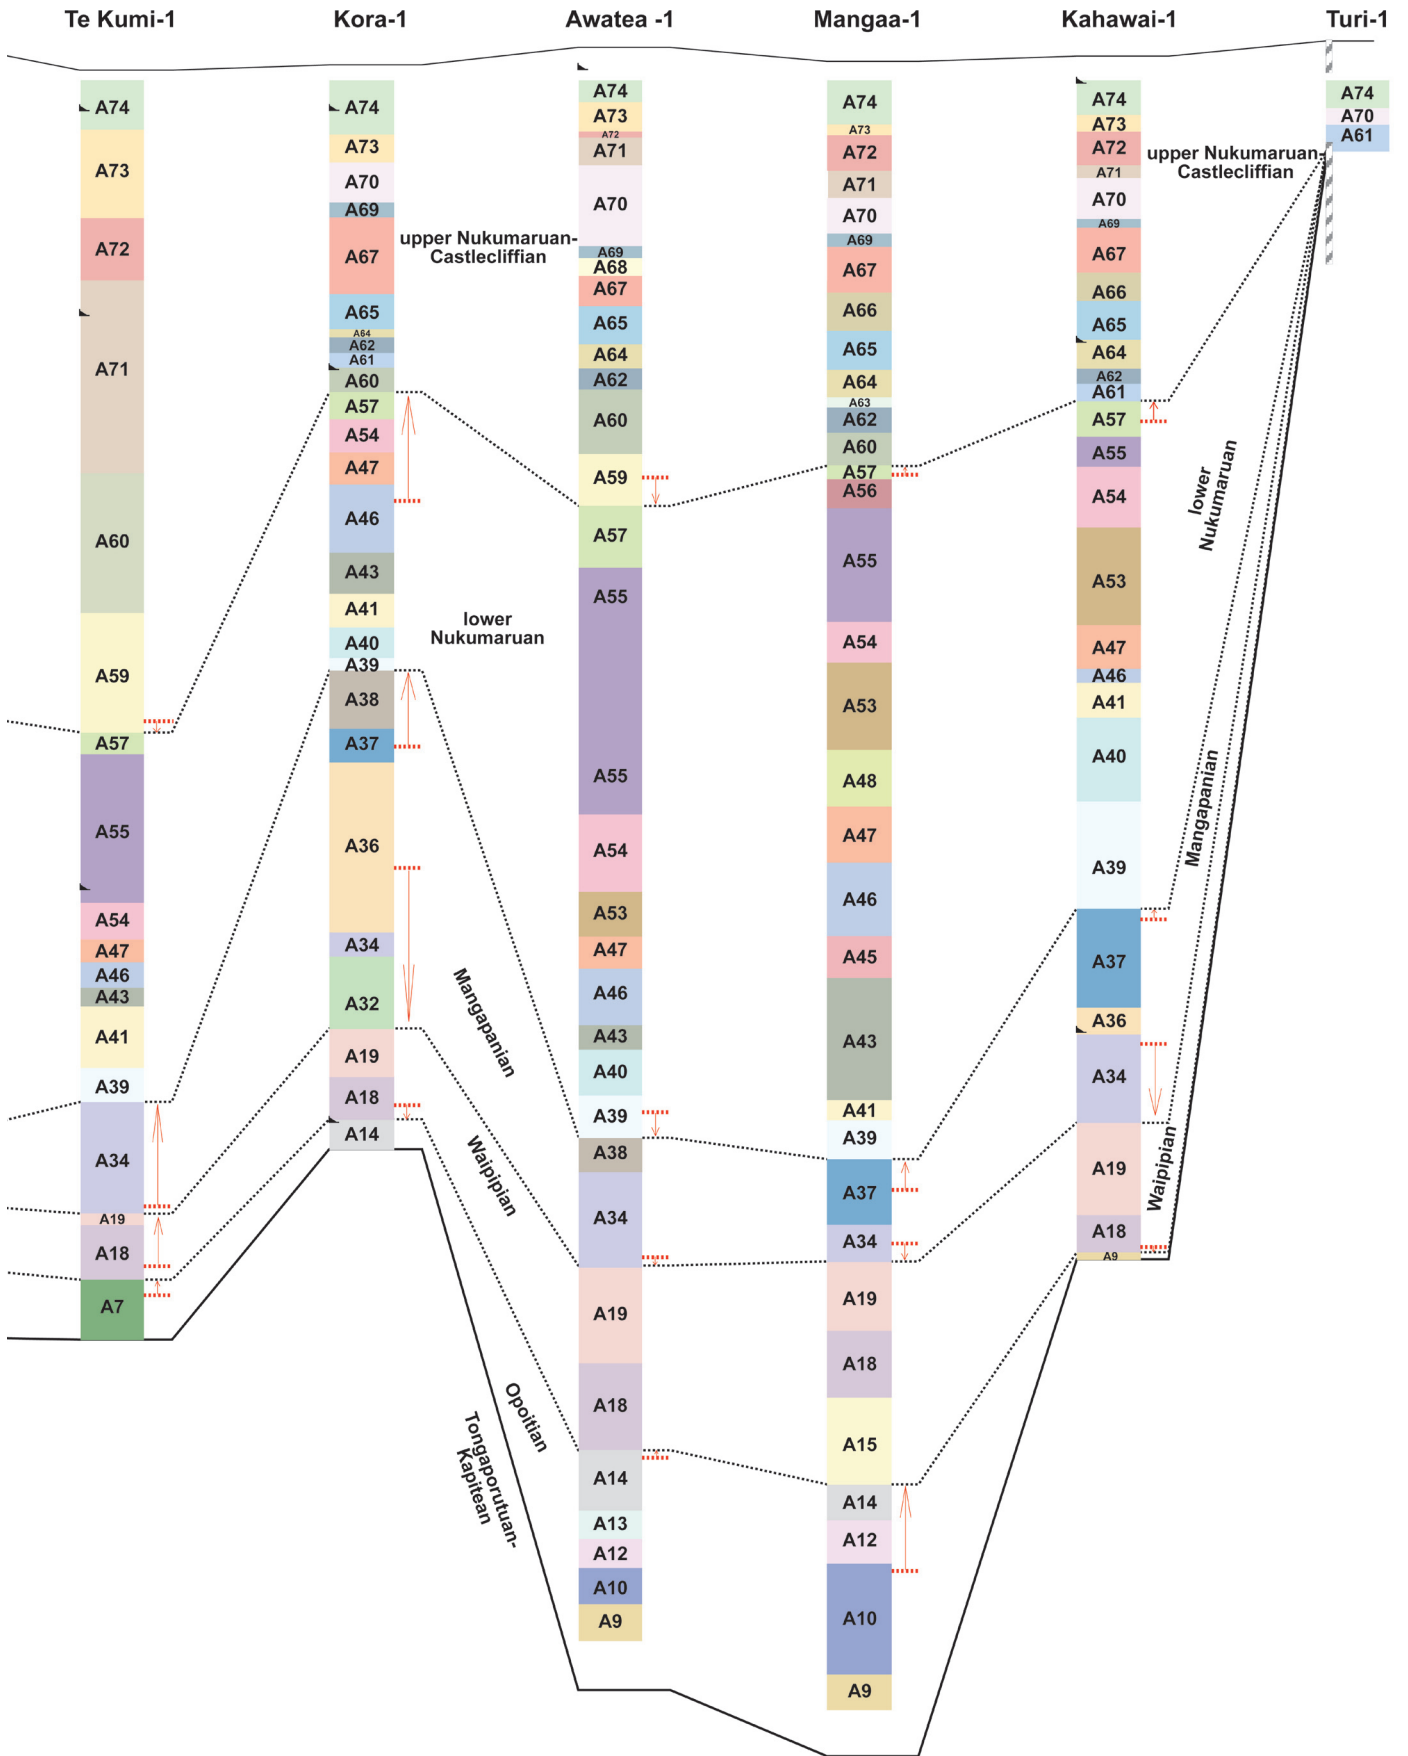 Te Kumi-1
Kora-1
Awatea -1
Mangaa-1
Kahawai-1
Turi-1
A74
A73
A72
A71
A60
A59
A57
A55
A54
A47
A46
A43
A41
A39
A34
A19
A18
A7
A74
A73
A70
A69
A67
A65
A64
A62
A61
A60
A57
A54
A47
A46
A43
A41
A40
A39
A38
A37
A36
A34
A32
A19
A18
A14
upper Nukumaruan-
Castlecliffian
lower
Nukumaruan
Mangapanian
Waipipian
Opoitian
Tongaporutuan-
Kapitean
A74
A73
A72
A71
A70
A69
A68
A67
A65
A64
A62
A60
A59
A57
A55
A55
A54
A53
A47
A46
A43
A40
A39
A38
A34
A19
A18
A14
A13
A12
A10
A9
A74
A73
A72
A71
A70
A69
A67
A66
A65
A64
A63
A62
A60
A57
A56
A55
A54
A53
A48
A47
A46
A45
A43
A41
A39
A37
A34
A19
A18
A15
A14
A12
A10
A9
A74
A73
A72
A71
A70
A69
A67
A66
A65
A64
A62
A61
A57
A55
A54
A53
A47
A46
A41
A40
A39
A37
A36
A34
A19
A18
A9
upper Nukumaruan-
Castlecliffian
lower
Nukumaruan
Mangapanian
Waipipian
A74
A70
A61